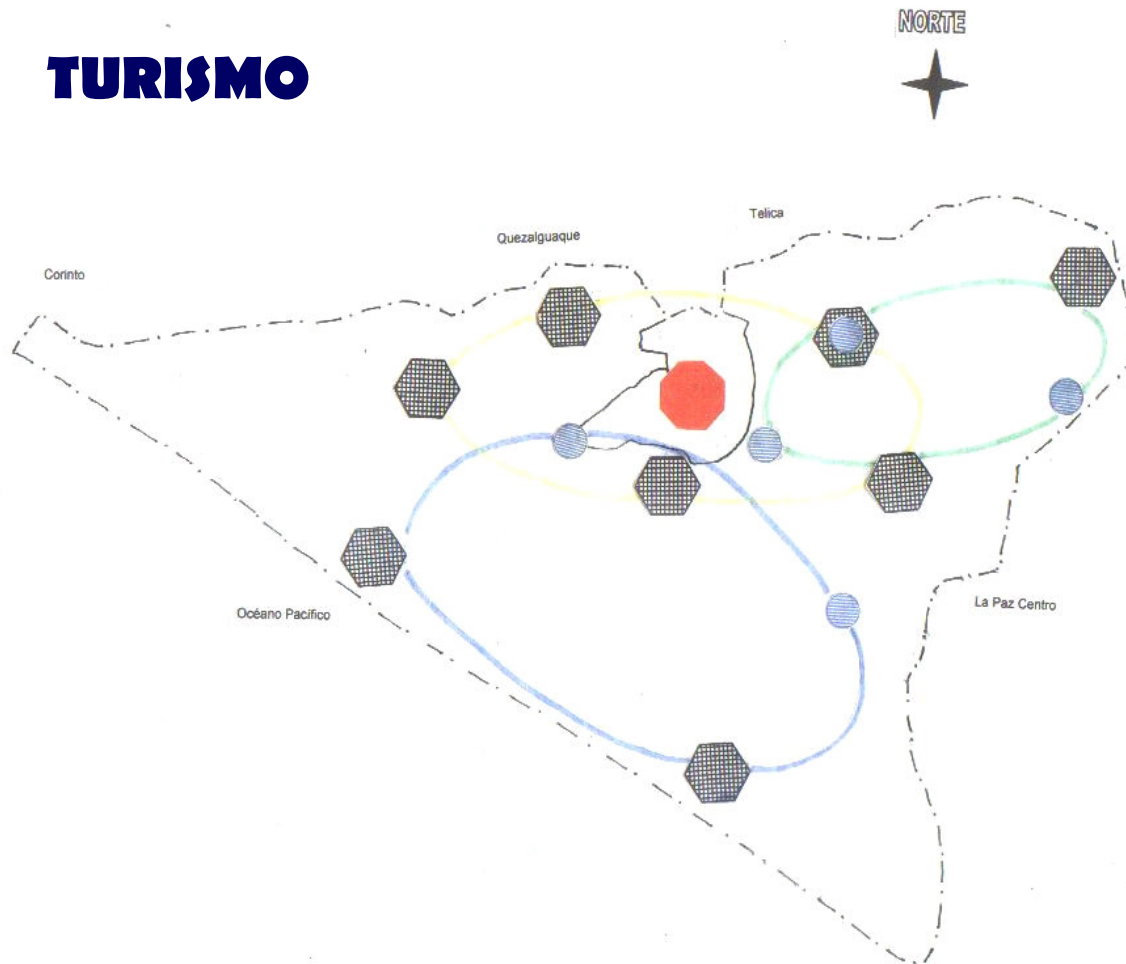 NORTE
TURISMO
Telica
Quezalguaque
Corinto
La Paz Centro
Océano Pacífico